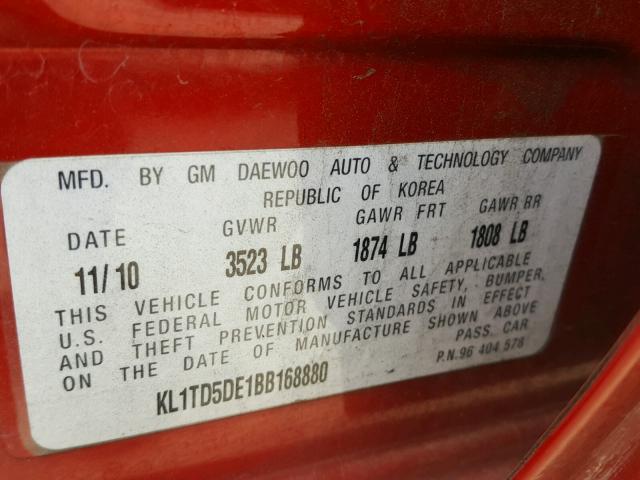 MFD. BY GM DAEWOO AUTO & TECHNOLOGY COMPANY
REPUBLIC OF KOREA
DATE GVWR GAWR FRT GAWR RR
11/10 3523 LB 1874 LB 1808 LB
THIS VEHICLE CONFORMS TO ALL APPLICABLE
U.S. FEDERAL MOTOR VEHICLE SAFETY, BUMPER,
AND THEFT PREVENTION STANDARDS IN EFFECT
ON THE DATE OF MANUFACTURE SHOWN ABOVE
PASS. CAR
KL1TD5DE1BB168880 P.N.96 404 578